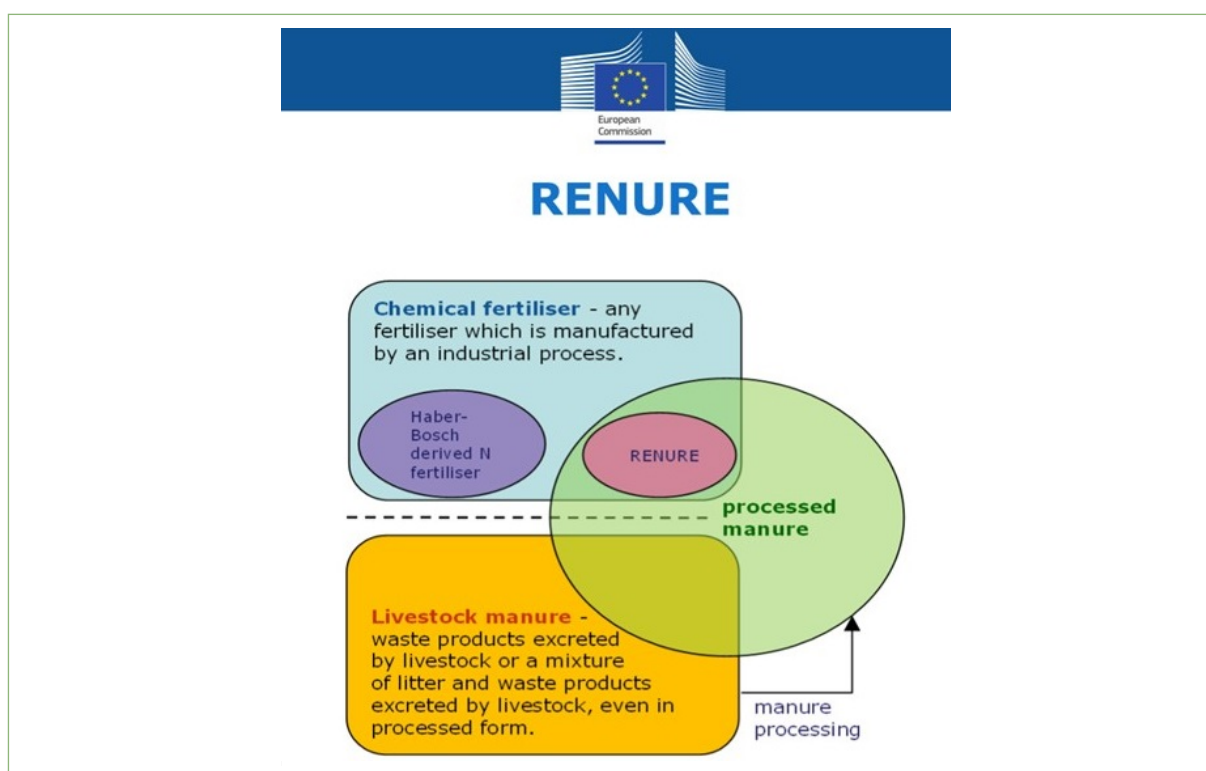 European
Commission
RENURE
Chemical fertiliser - any
fertiliser which is manufactured
by an industrial process.
Haber-
Bosch
derived N
fertiliser
RENURE
processed
manure
Livestock manure -
waste products excreted
by livestock or a mixture
of litter and waste products
excreted by livestock, even in
processed form.
manure
processing